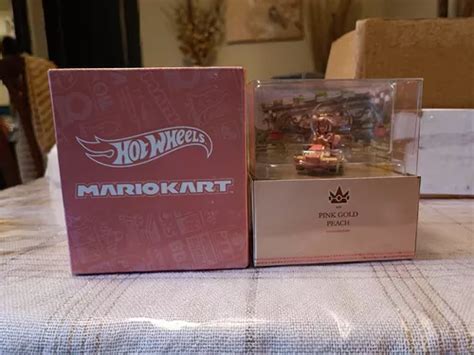 HOT WHEELS
MARIOKART
PINK GOLD
PEACH